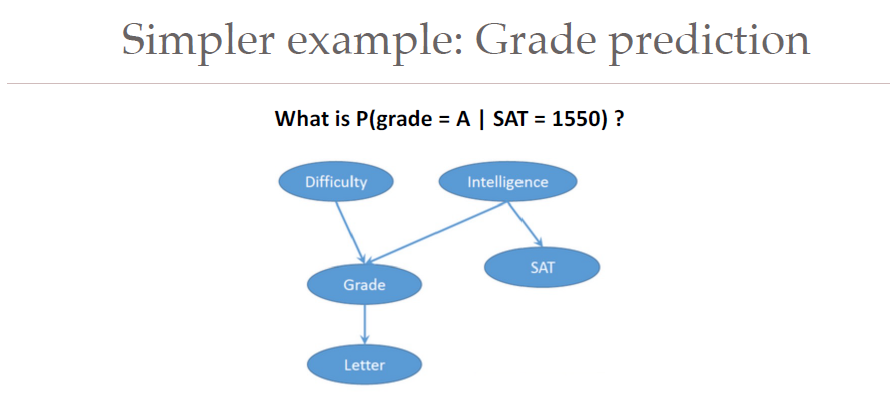 Simpler example: Grade prediction
What is P(grade = A | SAT = 1550) ?
Difficulty
Intelligence
SAT
Grade
Letter